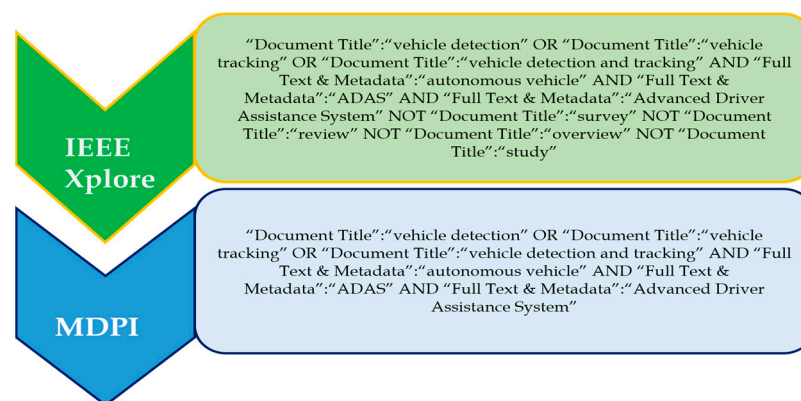 “Document Title”:“vehicle detection” OR “Document Title”:“vehicle
tracking” OR “Document Title”:“vehicle detection and tracking” AND “Full
Text & Metadata”:“autonomous vehicle” AND “Full Text &
Metadata”:“ADAS” AND “Full Text & Metadata”:“Advanced Driver
Assistance System” NOT “Document Title”:“survey” NOT “Document
Title”:“review” NOT “Document Title”:“overview” NOT “Document
Title”:“study”
IEEE
Xplore
“Document Title”:“vehicle detection” OR “Document Title”:“vehicle
tracking” OR “Document Title”:“vehicle detection and tracking” AND “Full
Text & Metadata”:“autonomous vehicle” AND “Full Text &
Metadata”:“ADAS” AND “Full Text & Metadata”:“Advanced Driver
Assistance System”
MDPI